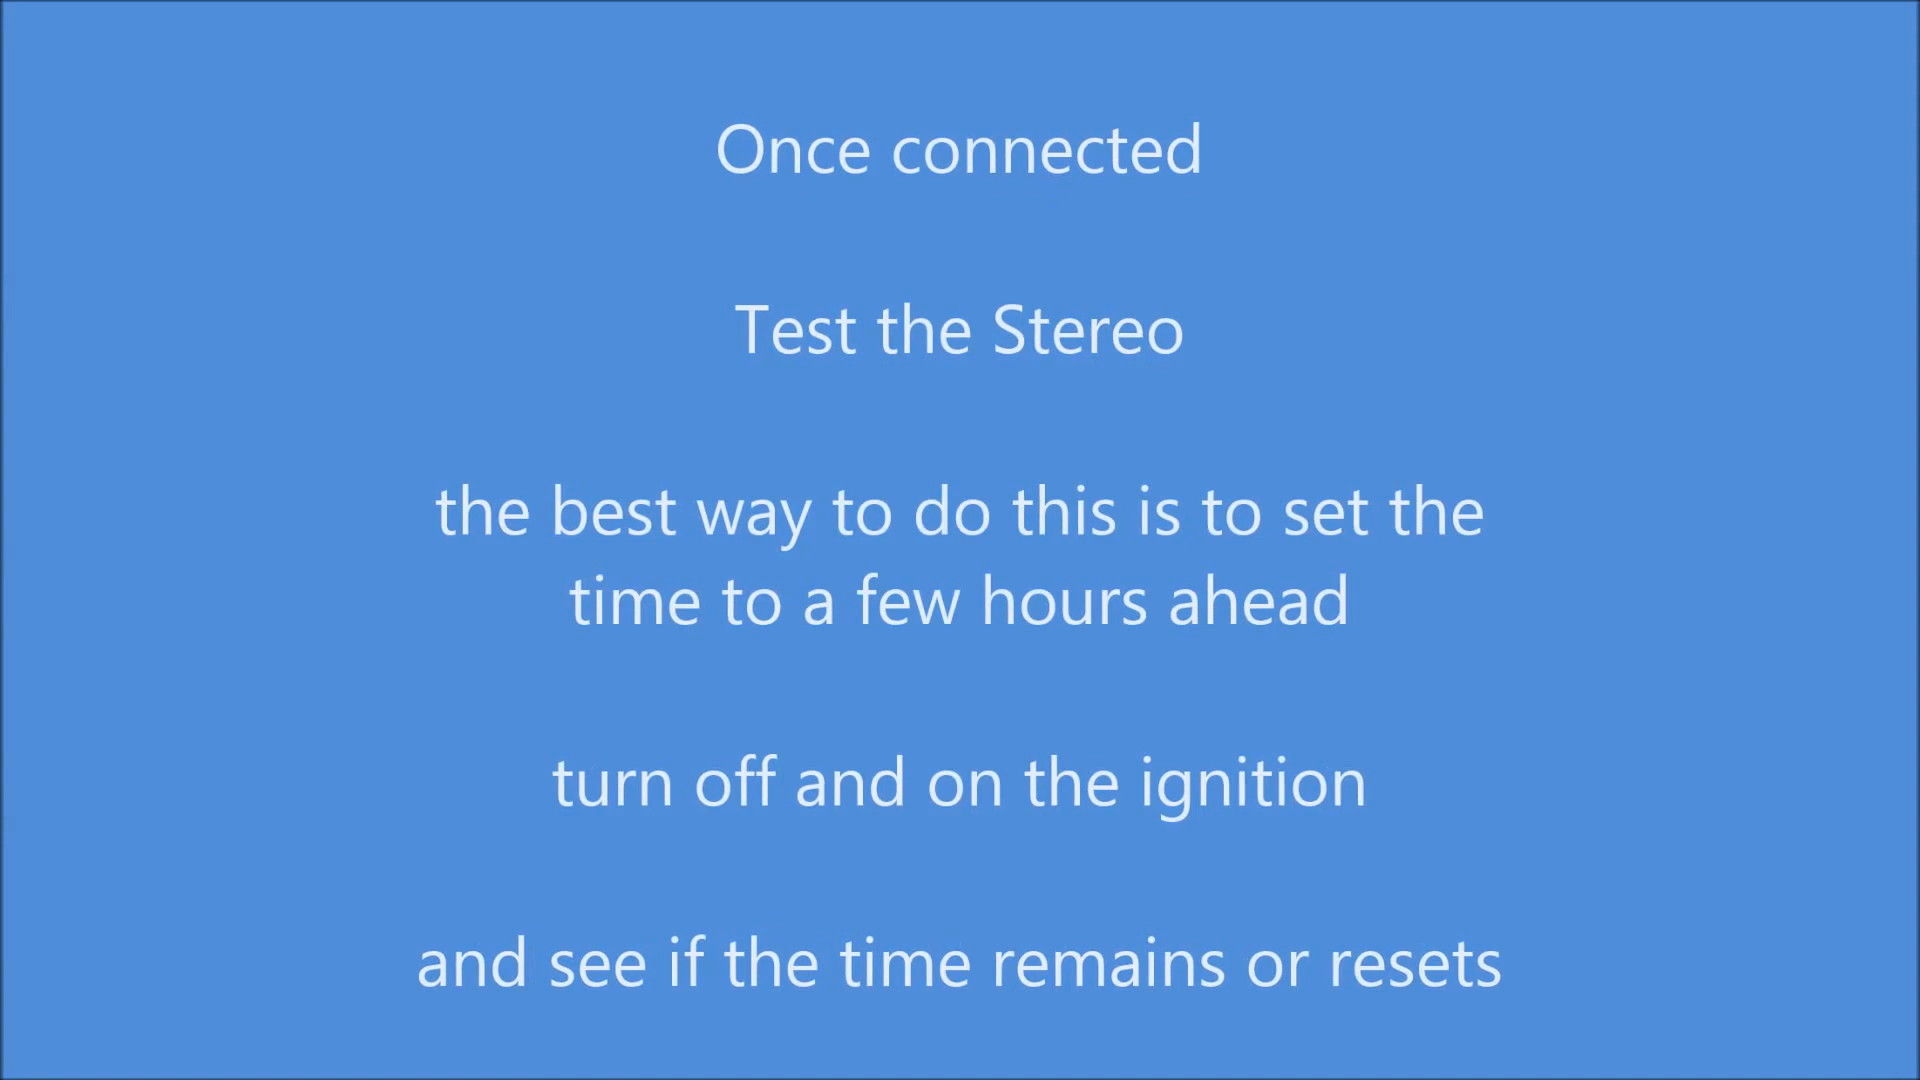 Once connected
Test the Stereo
the best way to do this is to set the
time to a few hours ahead
turn off and on the ignition
and see if the time remains or resets